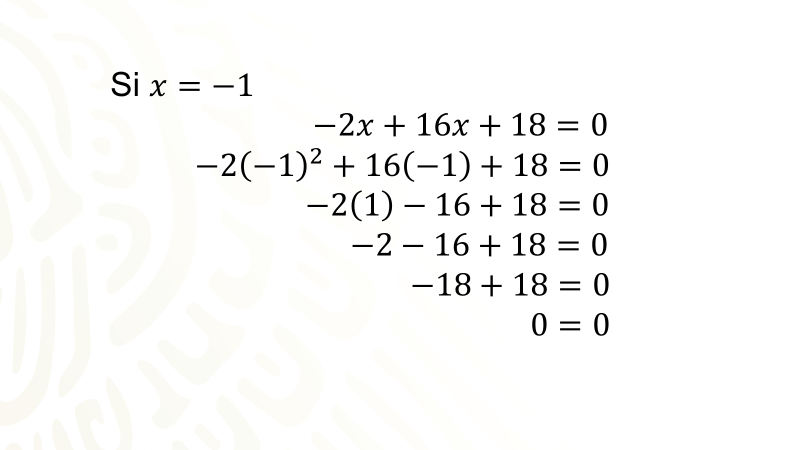 Si x = −1
−2x + 16x + 18 = 0
−2(−1)² + 16(−1) + 18 = 0
−2(1) − 16 + 18 = 0
−2 − 16 + 18 = 0
−18 + 18 = 0
0 = 0